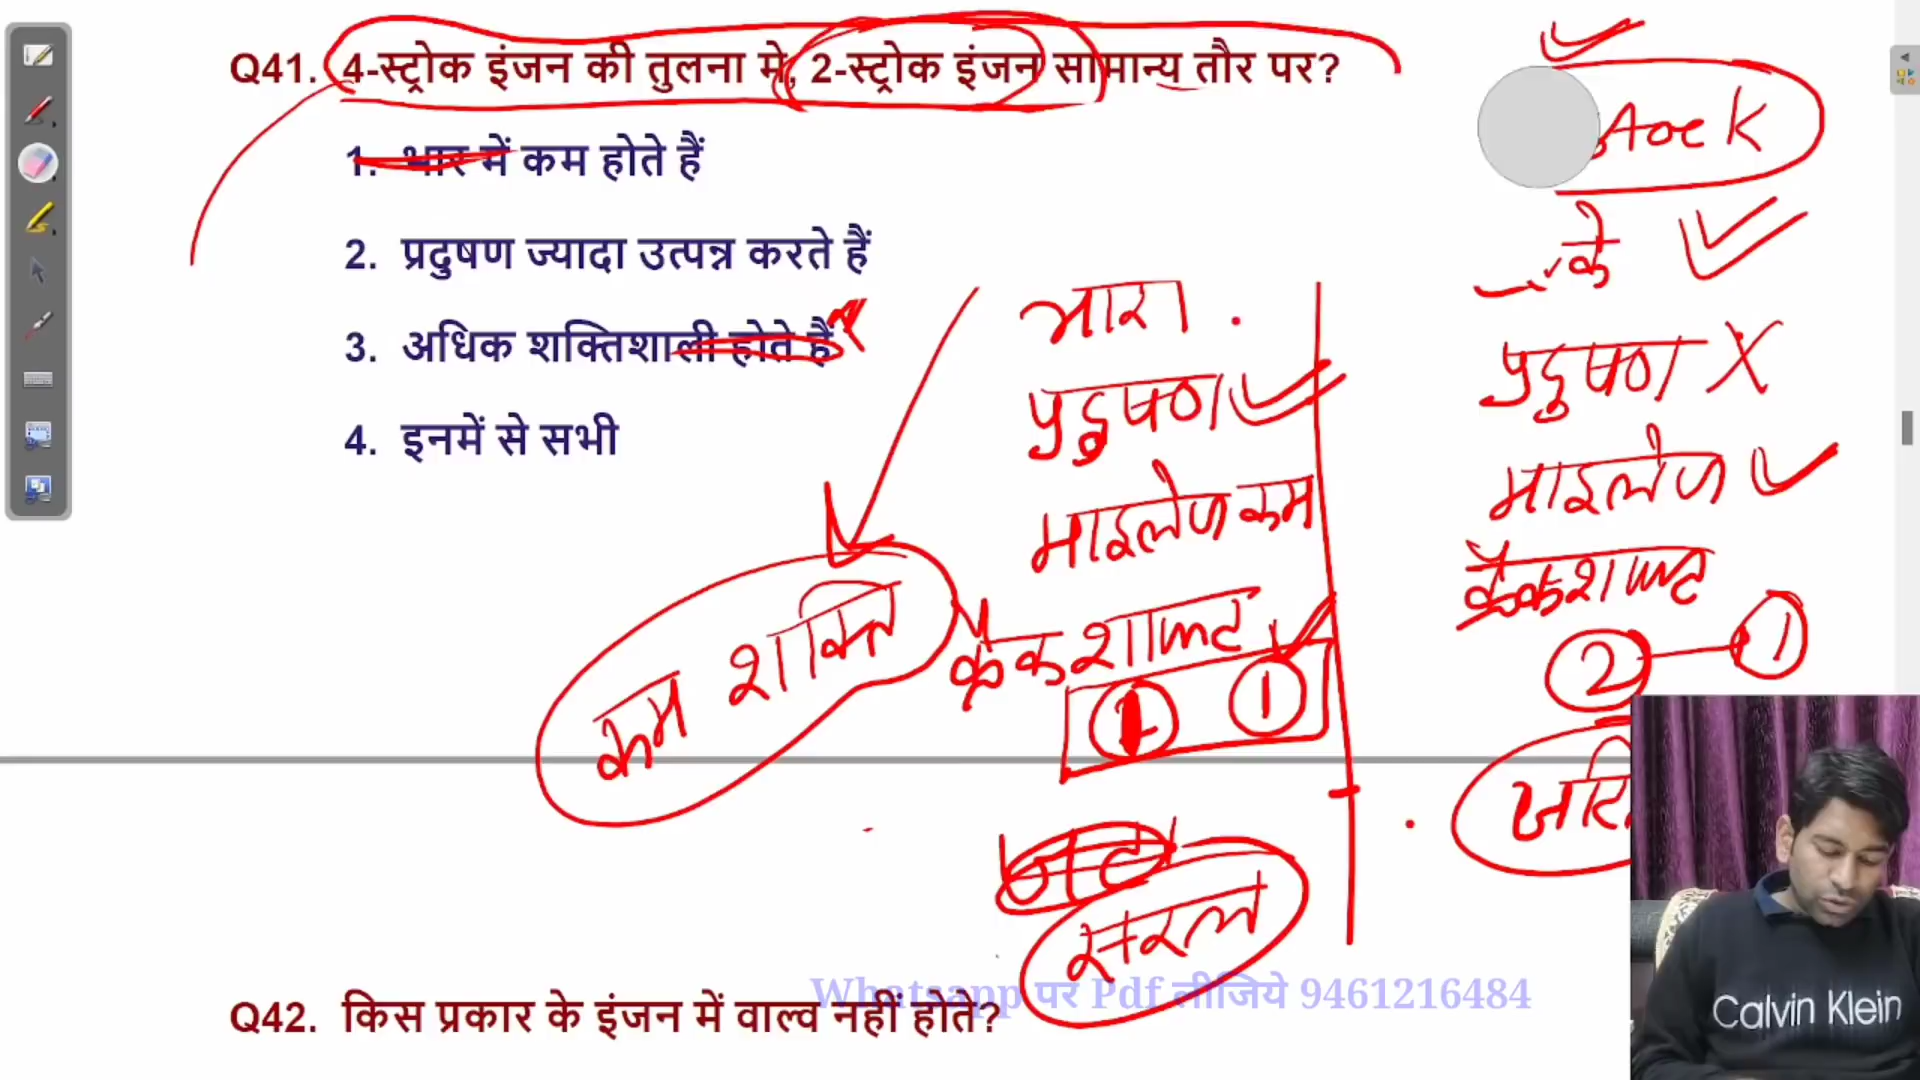 Q41. 4-स्ट्रोक इंजन की तुलना मे, 2-स्ट्रोक इंजन सामान्य तौर पर?
1. भार में कम होते हैं
2. प्रदुषण ज्यादा उत्पन्न करते हैं
3. अधिक शक्तिशाली होते हैं
4. इनमें से सभी
भारी
प्रदुषण
माइलेज कम
क्रैंकशाफ्ट
1 1
कम शक्ति
सरल
के
प्रदुषण X
माइलेज
क्रैंकशाफ्ट
2 1
Whatsapp पर Pdf लीजिये 9461216484
Q42. किस प्रकार के इंजन में वाल्व नहीं होते?
Calvin Klein